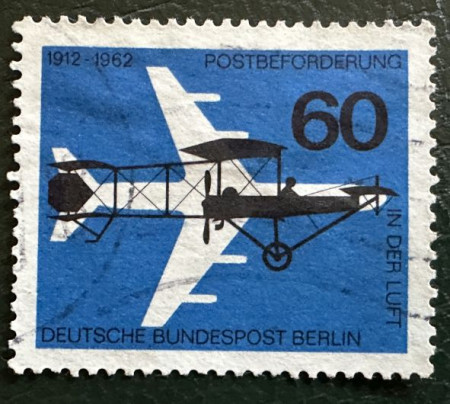 1912 - 1962 POSTBEFÖRDERUNG
60
IN DER LUFT
DEUTSCHE BUNDESPOST BERLIN